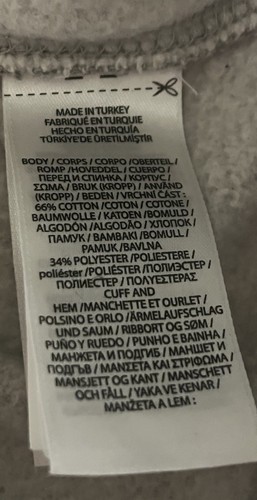 MADE IN TURKEY
FABRIQUÉ EN TURQUIE
HECHO EN TURQUÍA
TÜRKİYE'DE ÜRETİLMİŞTİR
BODY / CORPS / CORPO / OBERTEIL /
ROMP / HOVEDDEL / CUERPO /
ПЕРЕД И СПИНКА / КОРПУС /
ΣΩΜΑ / BRUK (KROPP) / ANVÄND
(KROPP) / BEDEN / VRCHNÍ ČÁST :
66% COTTON / COTON / COTONE /
BAUMWOLLE / KATOEN / BOMULD /
ALGODÓN / ALGODÃO / ХЛОПОК /
ПАМУК / ΒΑΜΒΑΚΙ / BOMULL /
PAMUK / BAVLNA
34% POLYESTER / POLIESTERE /
poliéster / POLIÉSTER / ПОЛИЭСТЕР /
ПОЛИЕСТЕР / ΠΟΛΥΕΣΤΕΡΑΣ
CUFF AND
HEM / MANCHETTE ET OURLET /
POLSINO E ORLO / ÄRMELAUFSCHLAG
UND SAUM / RIBBORT OG SØM /
PUÑO Y RUEDO / PUNHO E BAINHA /
МАНЖЕТА И ПОДГИБ / МАНШЕТ И
ПОДГЪВ / ΜΑΝΣΕΤΑ ΚΑΙ ΣΤΡΙΦΩΜΑ /
MANSJETT OG KANT / MANSCHETT
OCH FÅLL / YAKA VE KENAR /
MANŽETA A LEM :